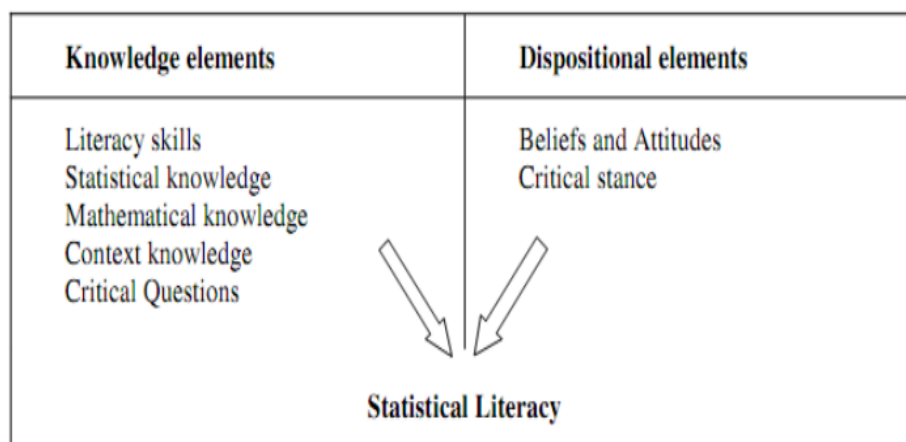 Knowledge elements
Dispositional elements
Literacy skills
Statistical knowledge
Mathematical knowledge
Context knowledge
Critical Questions
Beliefs and Attitudes
Critical stance
Statistical Literacy